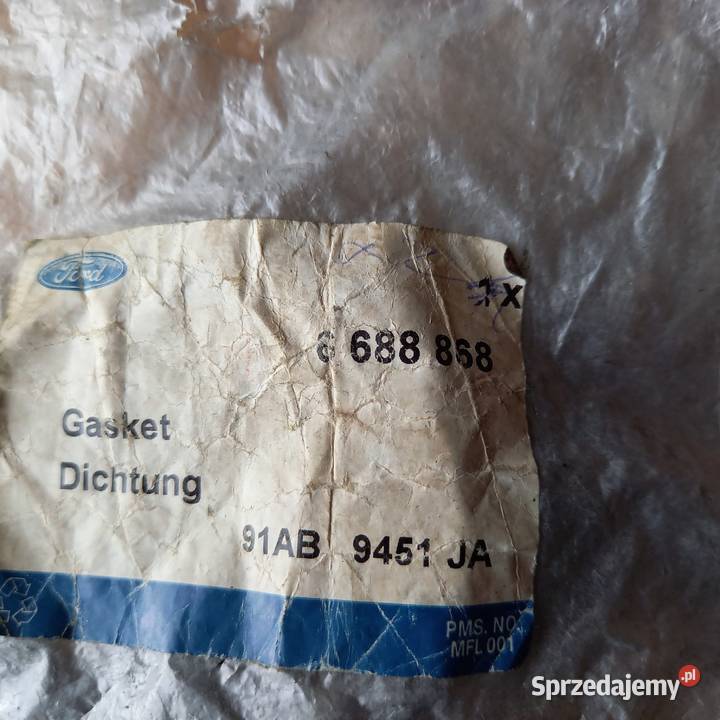 Ford
1x
6 688 868
Gasket
Dichtung
91AB 9451 JA
PMS. NO
MFL 001
Sprzedajemy.pl